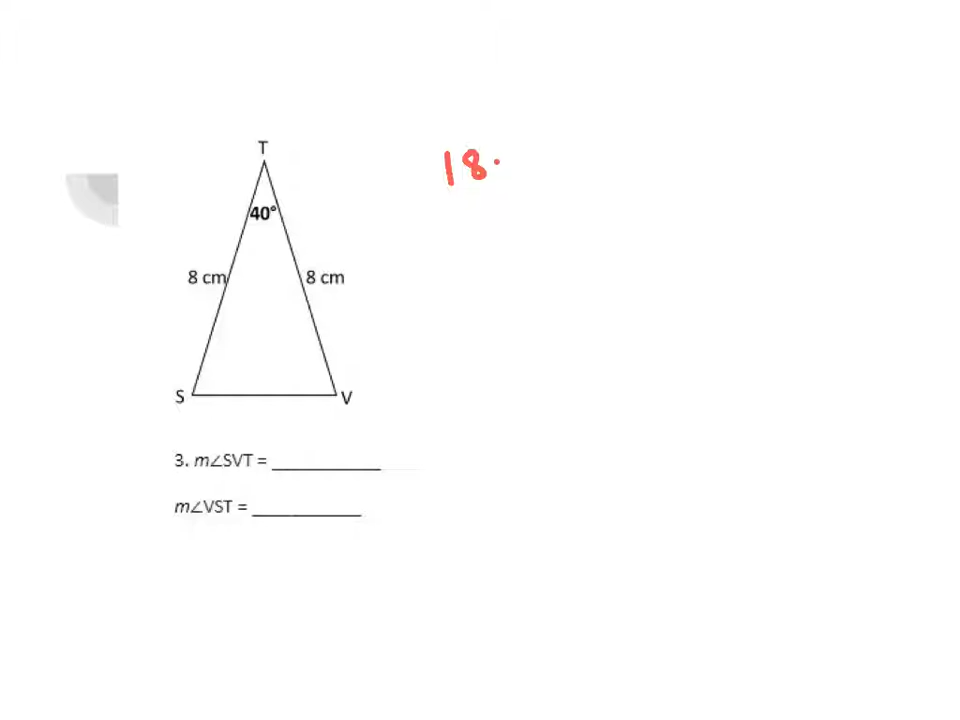 T
18.
40°
8 cm 8 cm
S V
3. m∠SVT = ___________
m∠VST = ___________